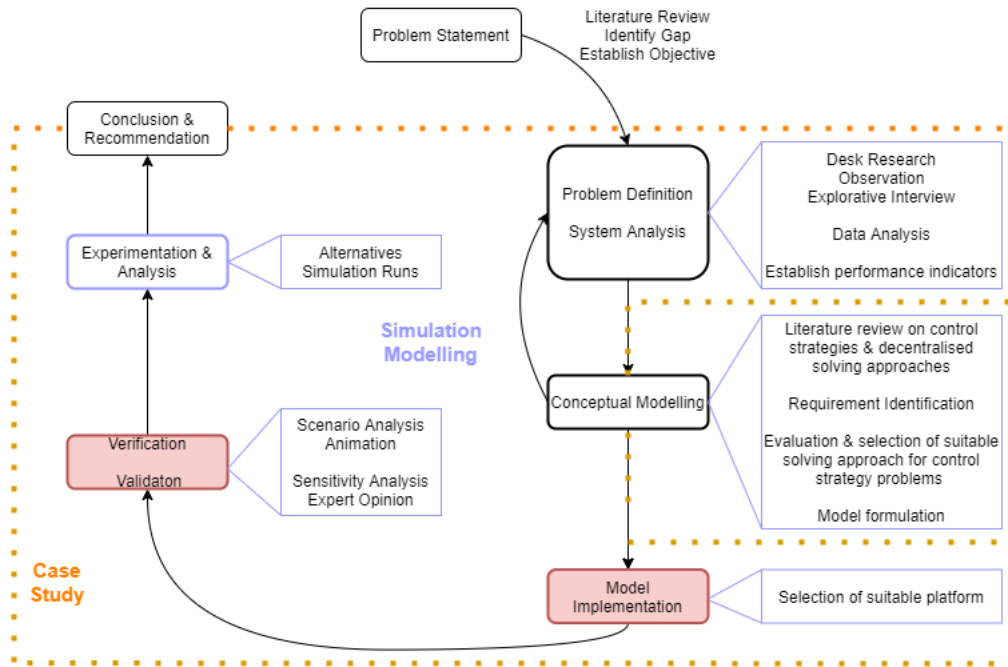 Problem Statement
Literature Review
Identify Gap
Establish Objective
Conclusion &
Recommendation
Problem Definition
System Analysis
Desk Research
Observation
Explorative Interview
Data Analysis
Establish performance indicators
Experimentation &
Analysis
Alternatives
Simulation Runs
Simulation
Modelling
Conceptual Modelling
Literature review on control
strategies & decentralised
solving approaches
Requirement Identification
Evaluation & selection of suitable
solving approach for control
strategy problems
Model formulation
Verification
Validaton
Scenario Analysis
Animation
Sensitivity Analysis
Expert Opinion
Case
Study
Model
Implementation
Selection of suitable platform